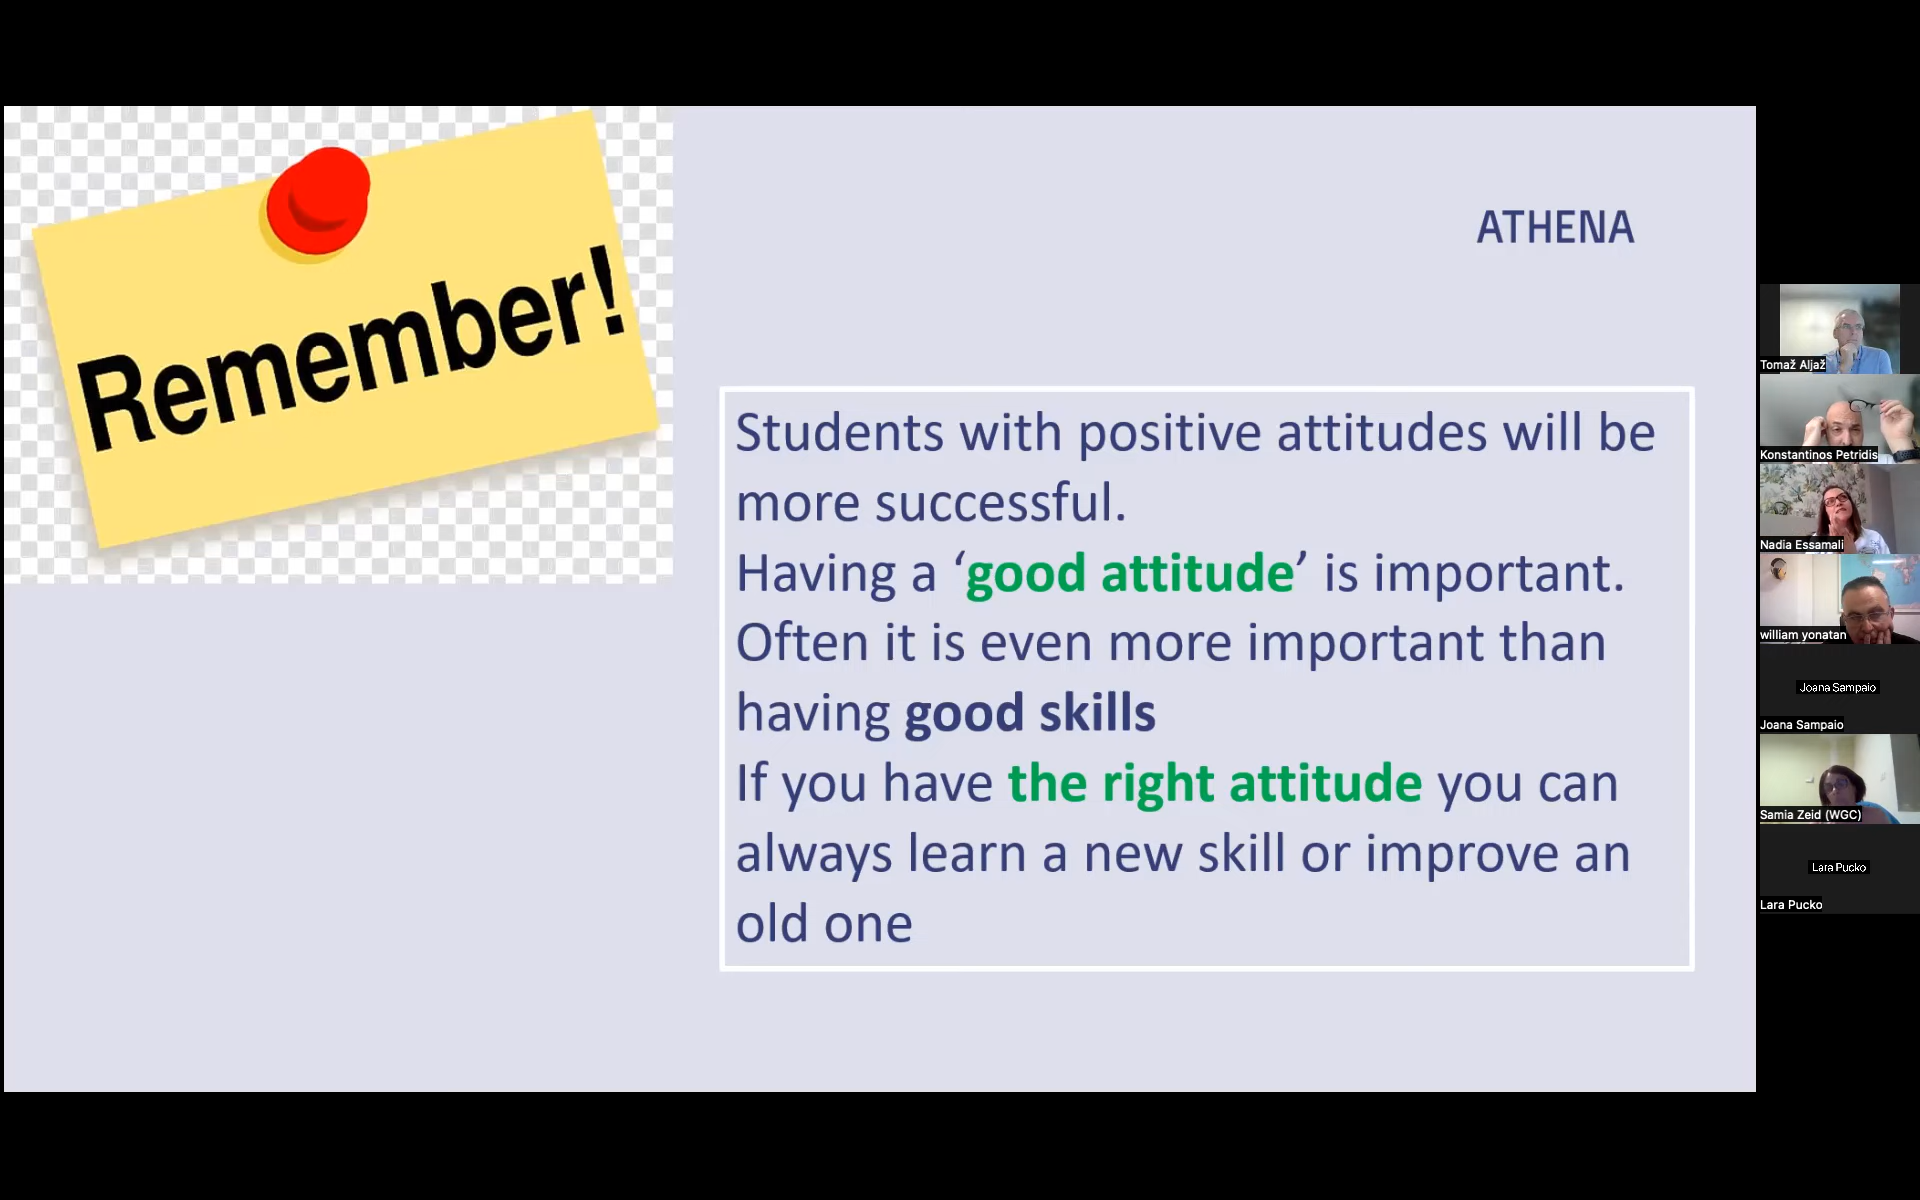 Remember!
ATHENA
Students with positive attitudes will be
more successful.
Having a ‘good attitude’ is important.
Often it is even more important than
having good skills
If you have the right attitude you can
always learn a new skill or improve an
old one
Tomaž Aljaž
Konstantinos Petridis
Nadia Essamali
william yonatan
Joana Sampaio
Joana Sampaio
Samia Zeid (WGC)
Lara Pucko
Lara Pucko